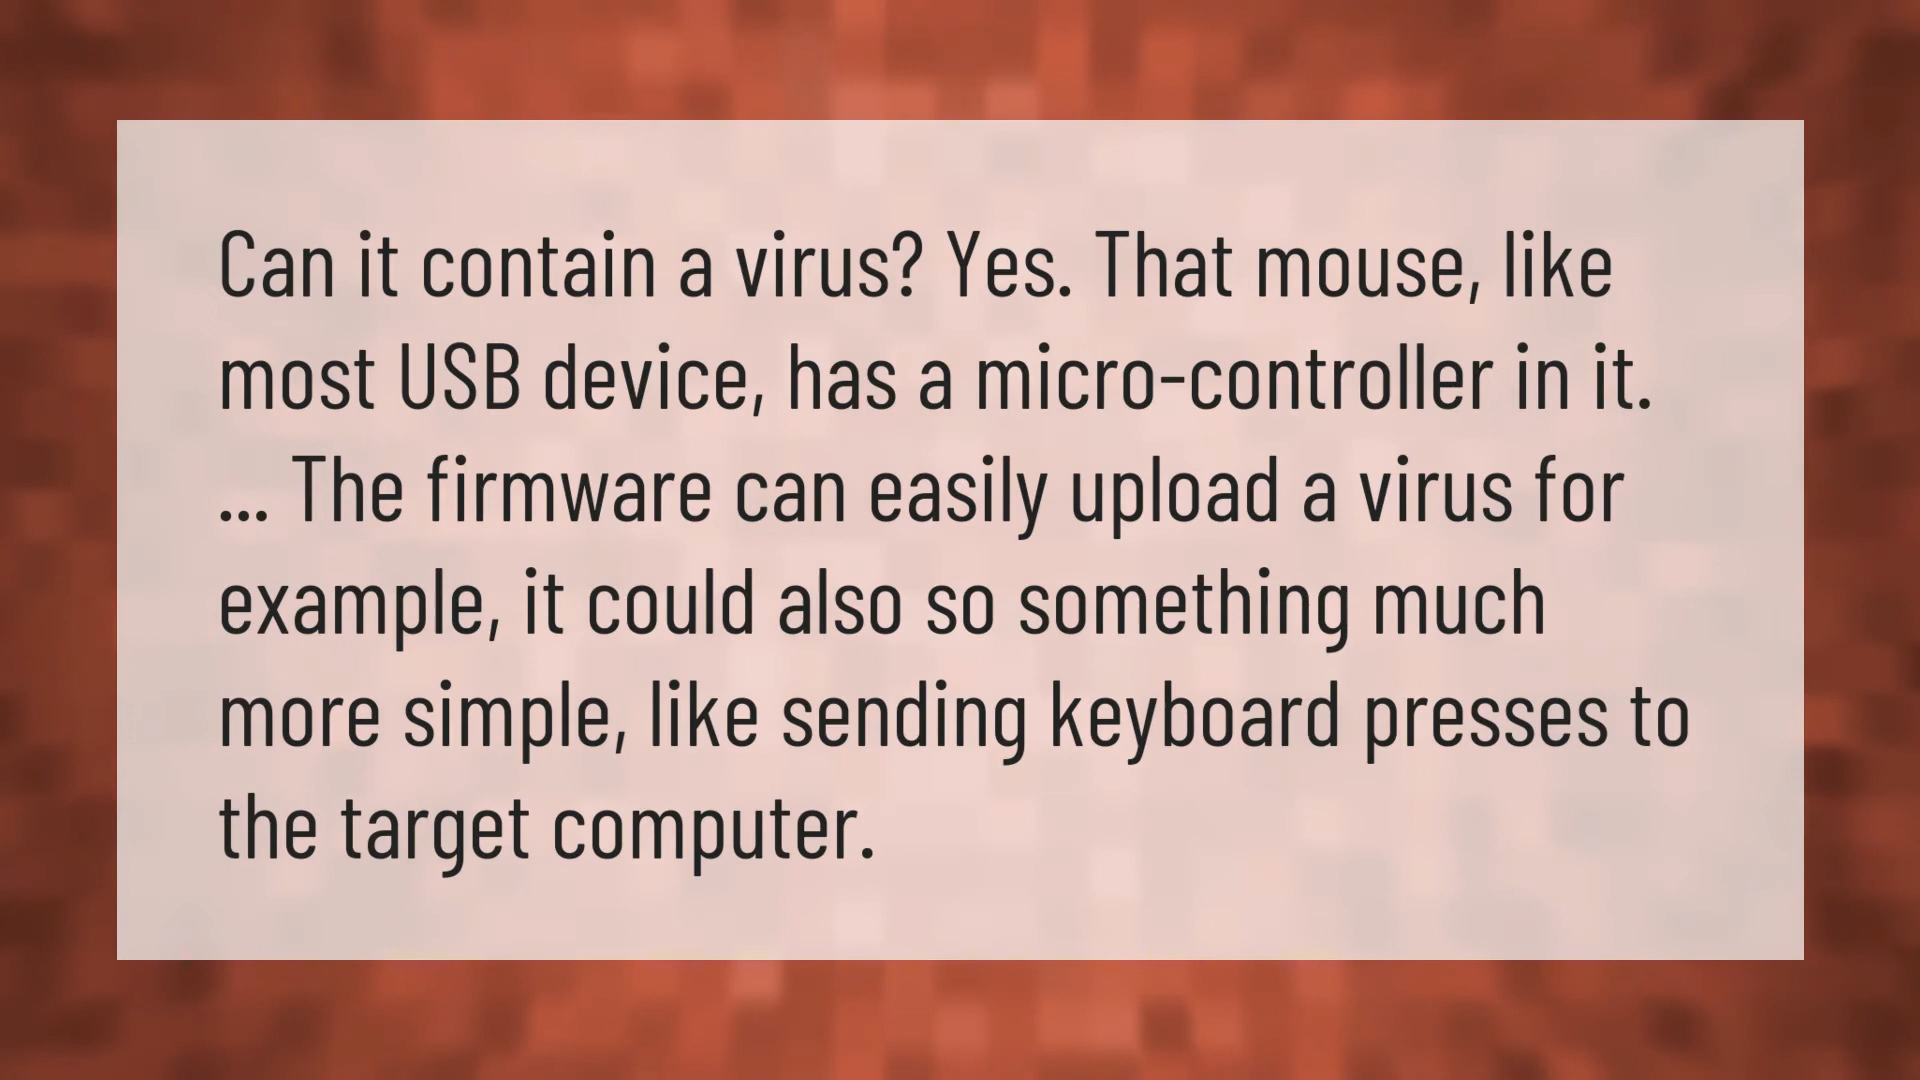 Can it contain a virus? Yes. That mouse, like
most USB device, has a micro-controller in it.
... The firmware can easily upload a virus for
example, it could also so something much
more simple, like sending keyboard presses to
the target computer.